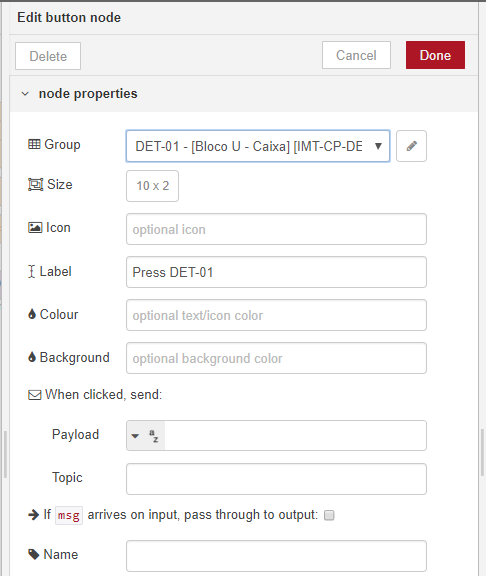 Edit button node
Delete
Cancel
Done
node properties
Group
DET-01 - [Bloco U - Caixa] [IMT-CP-DE
Size
10 x 2
Icon
optional icon
Label
Press DET-01
Colour
optional text/icon color
Background
optional background color
When clicked, send:
Payload
a z
Topic
If msg arrives on input, pass through to output:
Name